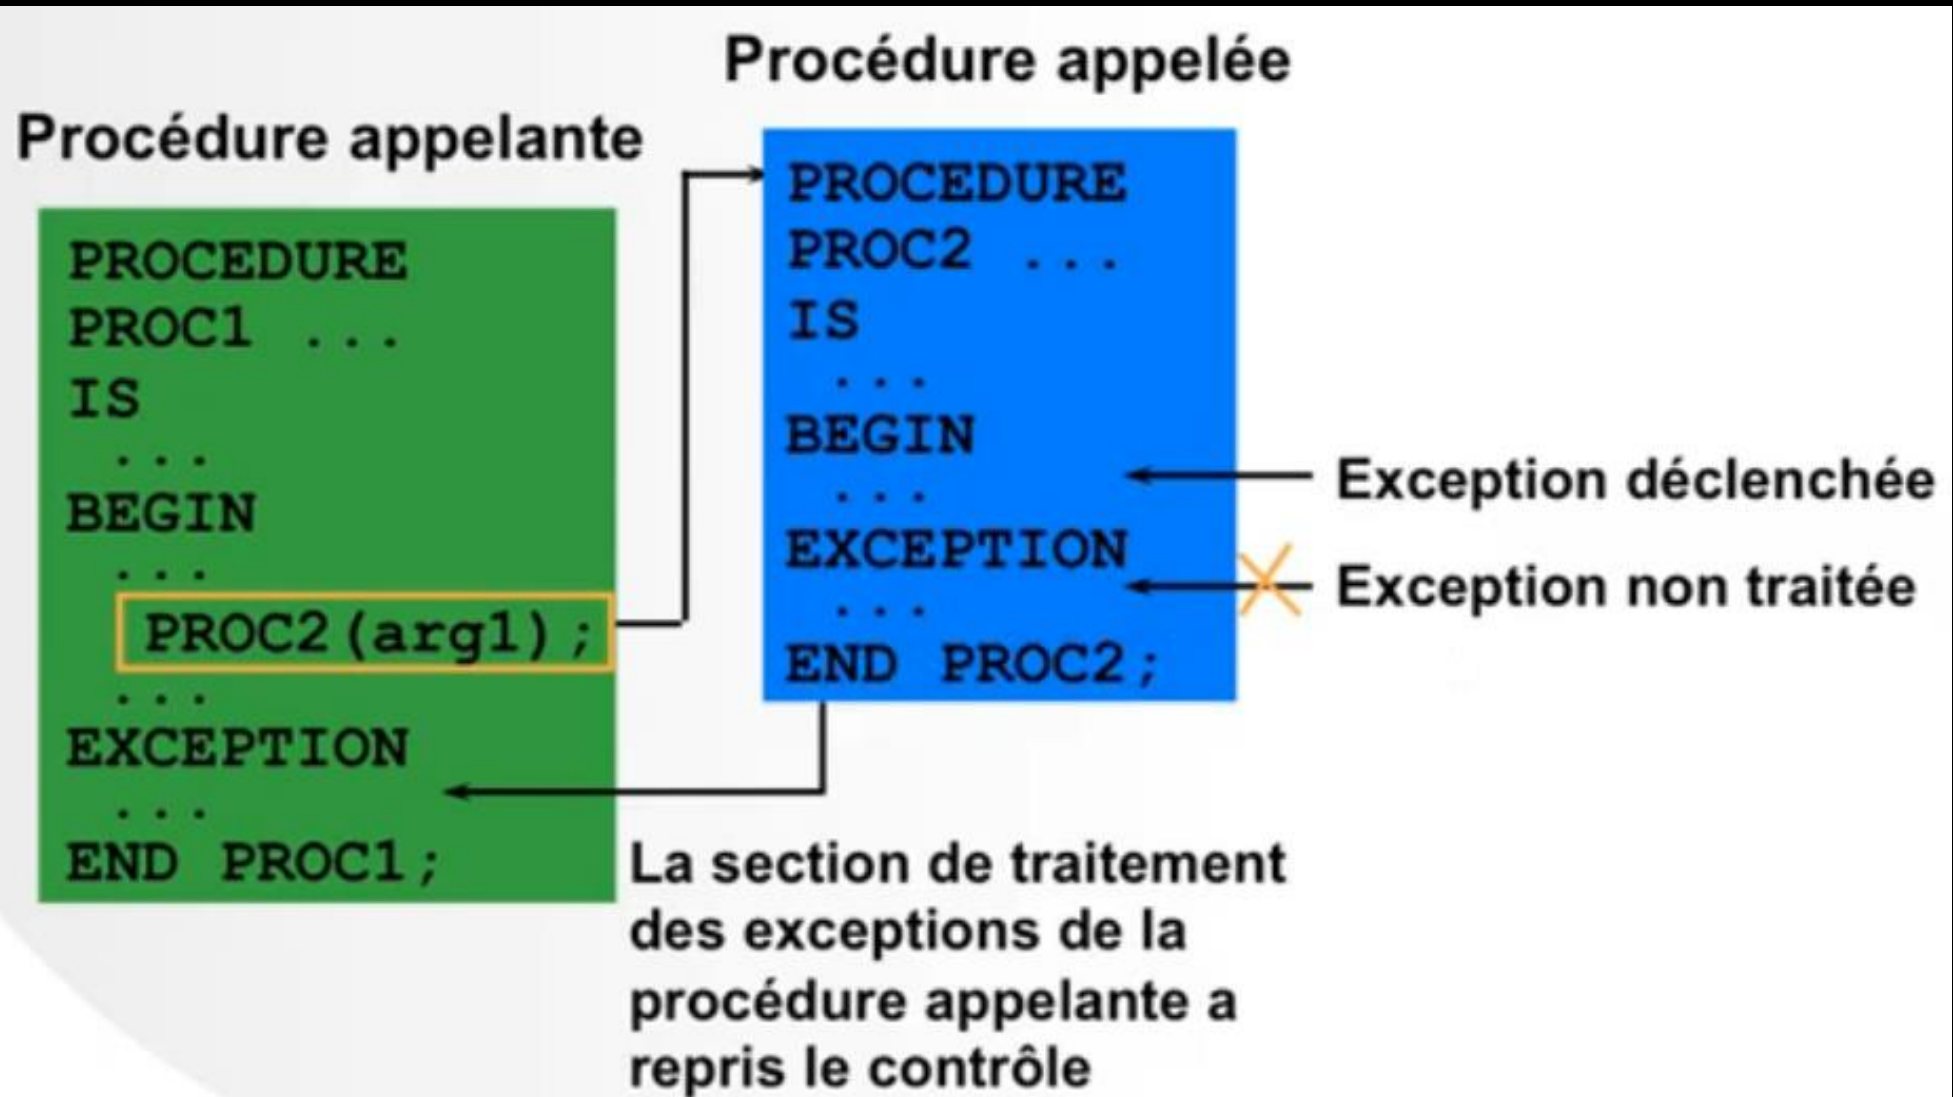 Procédure appelante
PROCEDURE
PROC1 ...
IS
...
BEGIN
...
PROC2(arg1);
...
EXCEPTION
...
END PROC1;
Procédure appelée
PROCEDURE
PROC2 ...
IS
...
BEGIN
...
EXCEPTION
...
END PROC2;
Exception déclenchée
Exception non traitée
La section de traitement
des exceptions de la
procédure appelante a
repris le contrôle